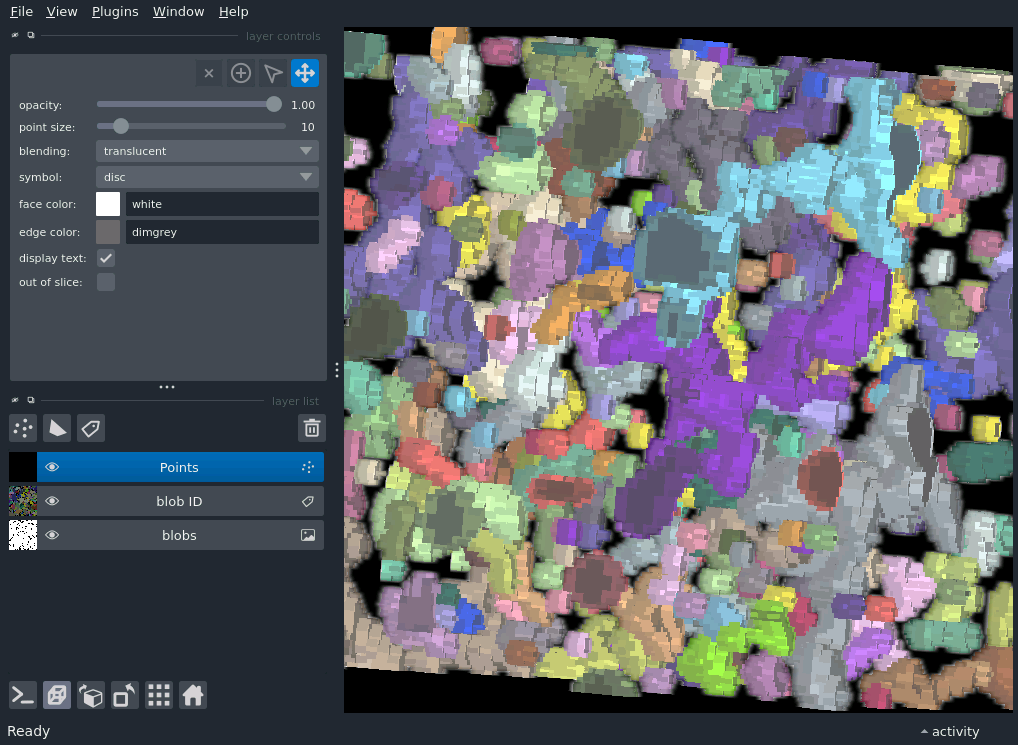 File View Plugins Window Help
layer controls
opacity: 1.00
point size: 10
blending: translucent
symbol: disc
face color: white
edge color: dimgrey
display text:
out of slice:
layer list
Points
blob ID
blobs
Ready
activity